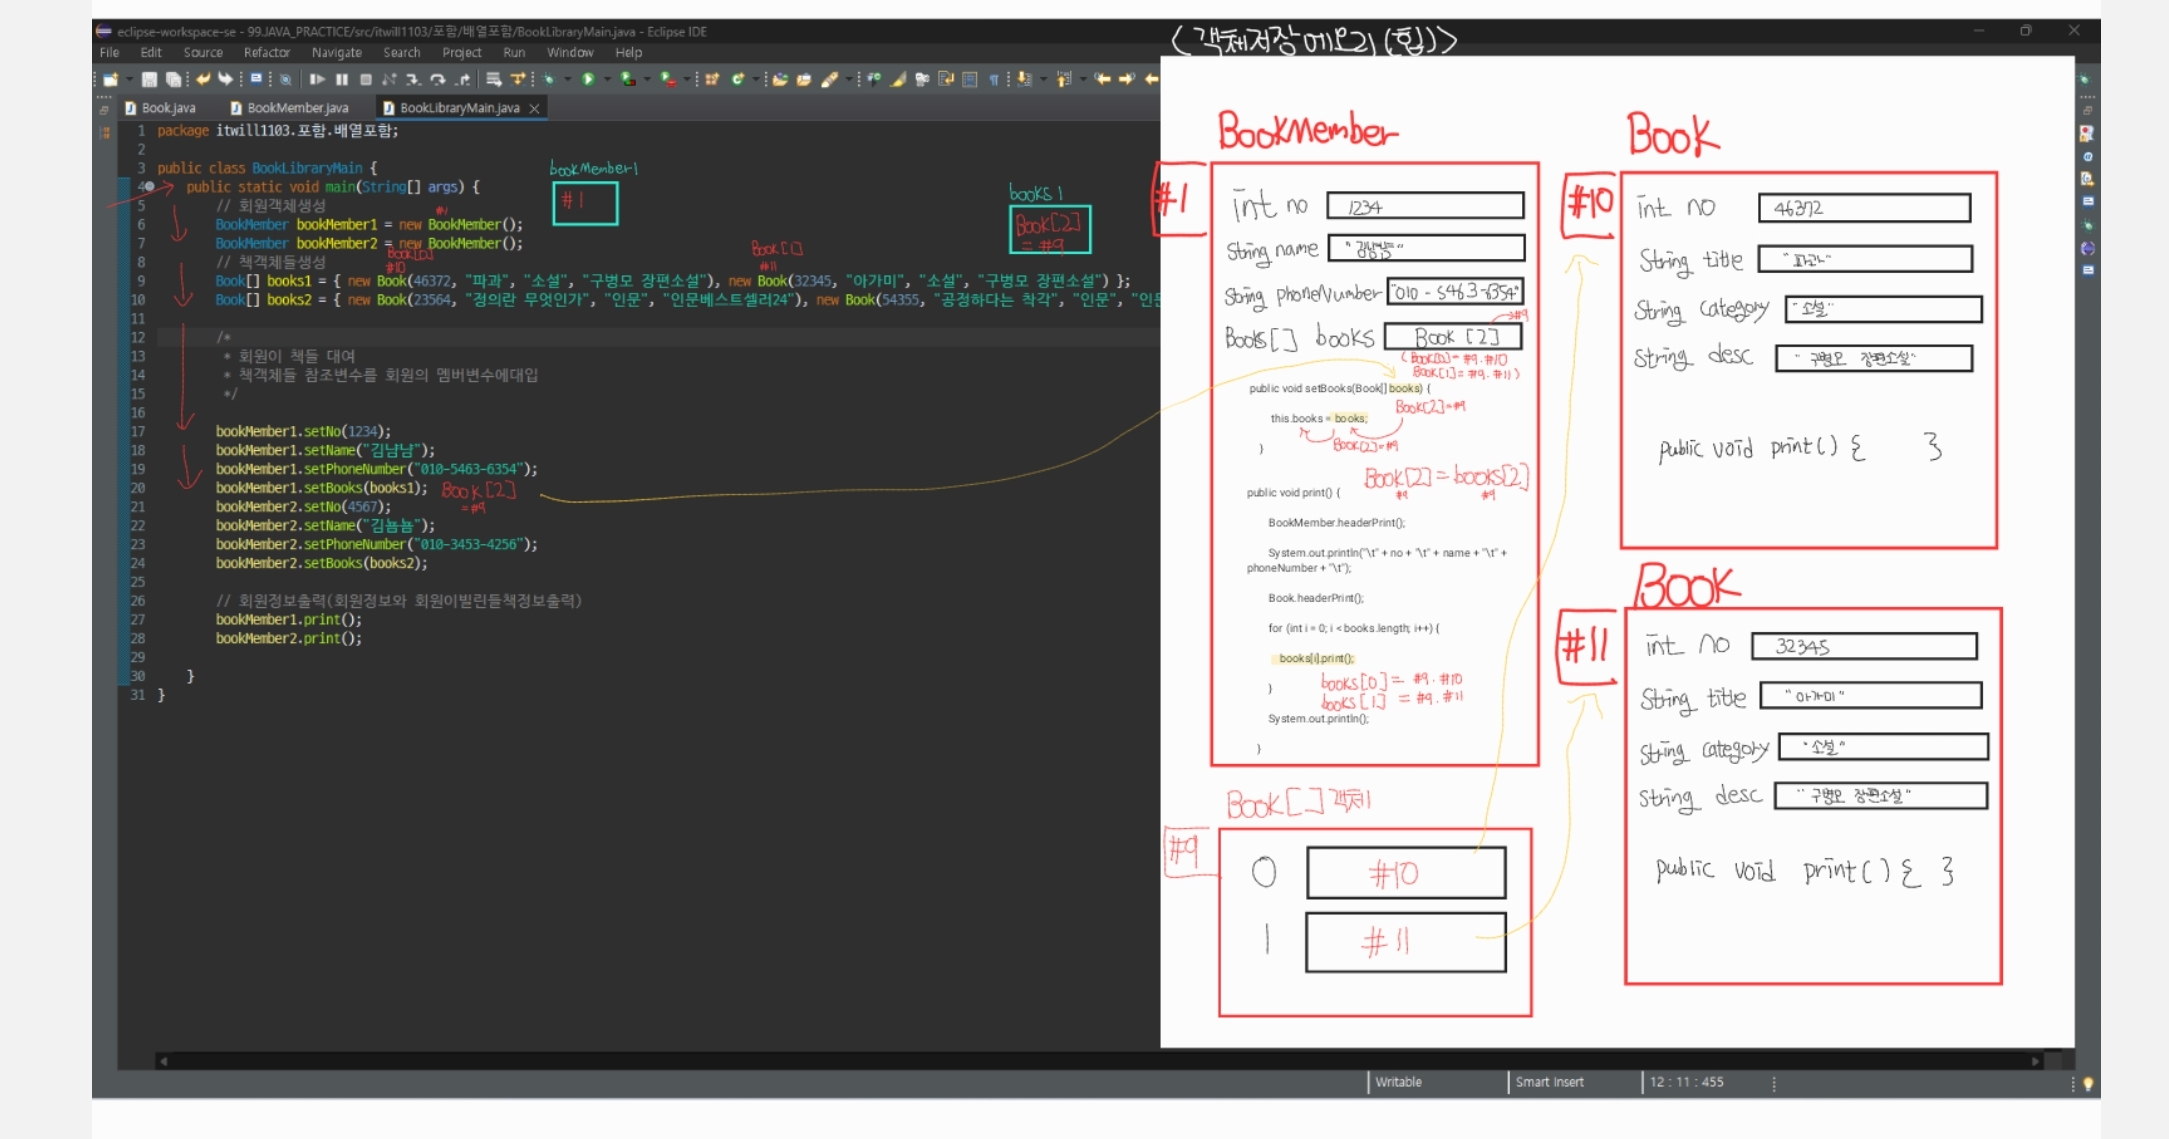 eclipse-workspace-se - 99.JAVA_PRACTICE/src/itwill1103/포함/배열포함/BookLibraryMain.java - Eclipse IDE
File Edit Source Refactor Navigate Search Project Run Window Help
Book.java BookMember.java BookLibraryMain.java
1 package itwill1103.포함.배열포함;
2
3 public class BookLibraryMain {
4 public static void main(String[] args) {
5 // 회원객체생성
6 BookMember bookMember1 = new BookMember();
7 BookMember bookMember2 = new BookMember();
8 // 책객체들생성
9 Book[] books1 = { new Book(46372, "파과", "소설", "구병모 장편소설"), new Book(32345, "아가미", "소설", "구병모 장편소설") };
10 Book[] books2 = { new Book(23564, "정의란 무엇인가", "인문", "인문베스트셀러24"), new Book(54355, "공정하다는 착각", "인문", "인문
11
12 /*
13 * 회원이 책들 대여
14 * 책객체들 참조변수를 회원의 멤버변수에대입
15 */
16
17 bookMember1.setNo(1234);
18 bookMember1.setName("김냠냠");
19 bookMember1.setPhoneNumber("010-5463-6354");
20 bookMember1.setBooks(books1);
21 bookMember2.setNo(4567);
22 bookMember2.setName("김뇸뇸");
23 bookMember2.setPhoneNumber("010-3453-4256");
24 bookMember2.setBooks(books2);
25
26 // 회원정보출력(회원정보와 회원이빌린들책정보출력)
27 bookMember1.print();
28 bookMember2.print();
29
30 }
31 }
bookMember1
#1
books1
Book[2]
= #9
#1
Book[0]
#10
Book[1]
#11
Book[2]
= #9
<객체저장메모리(힙)>
BookMember
#1
int no 1234
String name "김냠냠"
String phoneNumber "010-5463-6354"
Books[] books Book [2]
→#9
(Book[0]= #9.#10
Book[1]= #9.#11)
public void setBooks(Book[] books) {
Book[2]=#9
this.books = books;
Book[2]=#9
}
Book[2] = books[2]
#9 #9
public void print() {
BookMember.headerPrint();
System.out.println("\t" + no + "\t" + name + "\t" +
phoneNumber + "\t");
Book.headerPrint();
for (int i = 0; i < books.length; i++) {
books[i].print();
books[0] = #9.#10
}
books[1] = #9.#11
System.out.println();
}
Book[]객체
#9
0 #10
1 #11
Book
#10
int no 46372
String title "파과"
String category "소설"
String desc "구병모 장편소설"
public void print() { }
Book
#11
int no 32345
String title "아가미"
String category "소설"
String desc "구병모 장편소설"
public void print() { }
Writable Smart Insert 12 : 11 : 455